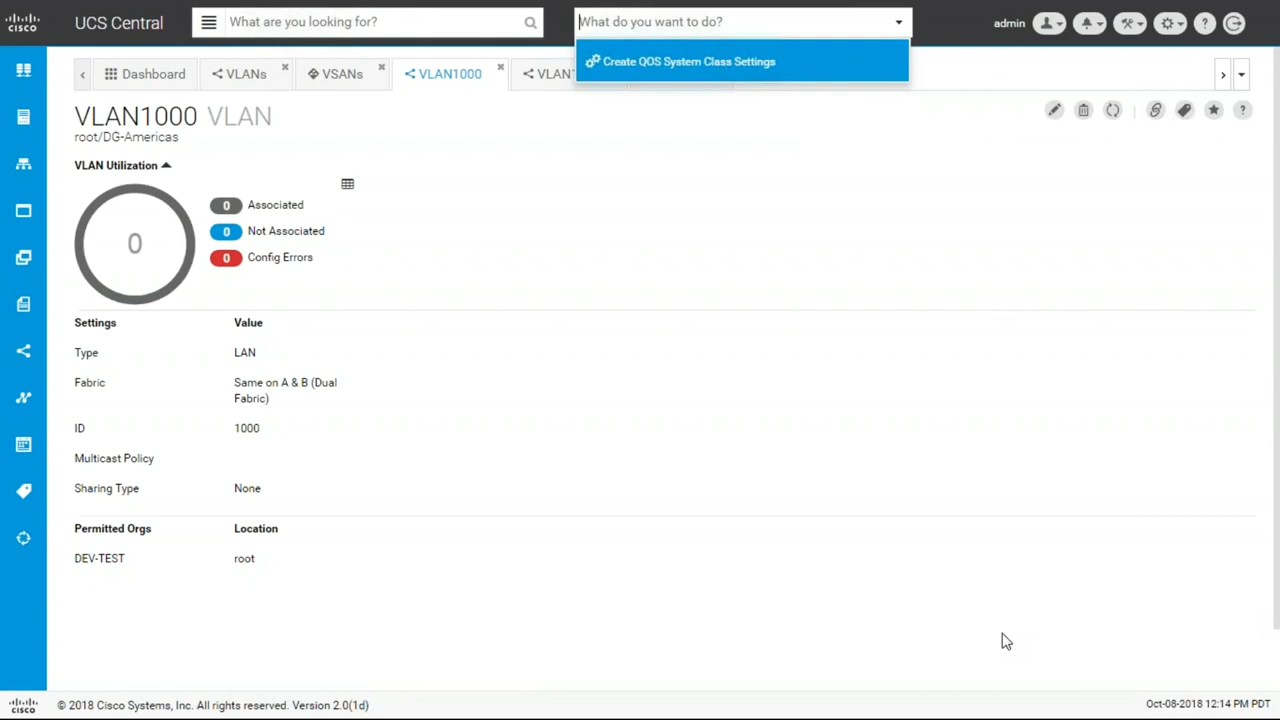 cisco
UCS Central
What are you looking for?
What do you want to do?
admin
Create QOS System Class Settings
Dashboard
VLANs
VSANs
VLAN1000
VLAN
VLAN1000 VLAN
root/DG-Americas
VLAN Utilization
0
0 Associated
0 Not Associated
0 Config Errors
Settings Value
Type LAN
Fabric Same on A & B (Dual
Fabric)
ID 1000
Multicast Policy
Sharing Type None
Permitted Orgs Location
DEV-TEST root
cisco
© 2018 Cisco Systems, Inc. All rights reserved. Version 2.0(1d)
Oct-08-2018 12:14 PM PDT